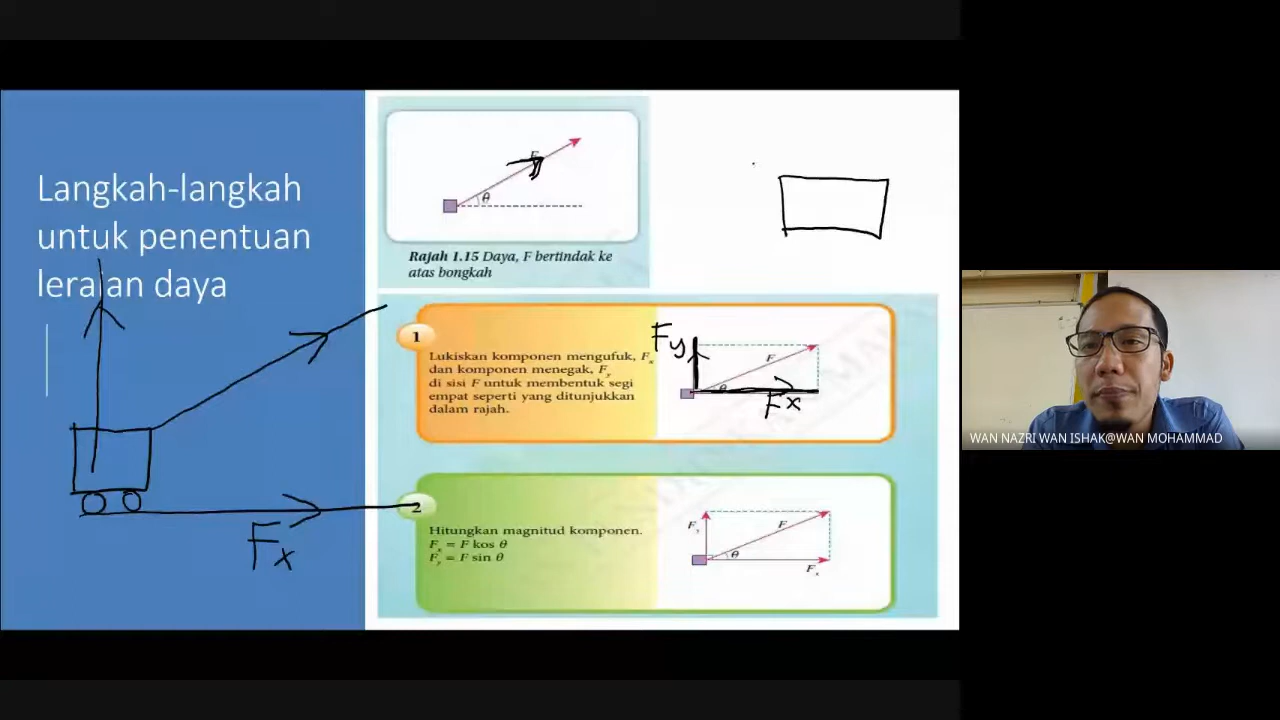 Langkah-langkah
untuk penentuan
leraian daya
Fx
F
θ
Rajah 1.15 Daya, F bertindak ke
atas bongkah
1
Lukiskan komponen mengufuk, Fx
dan komponen menegak, Fy
di sisi F untuk membentuk segi
empat seperti yang ditunjukkan
dalam rajah.
Fy
F
θ
Fx
2
Hitungkan magnitud komponen.
Fx = F kos θ
Fy = F sin θ
Fy
F
θ
Fx
WAN NAZRI WAN ISHAK@WAN MOHAMMAD